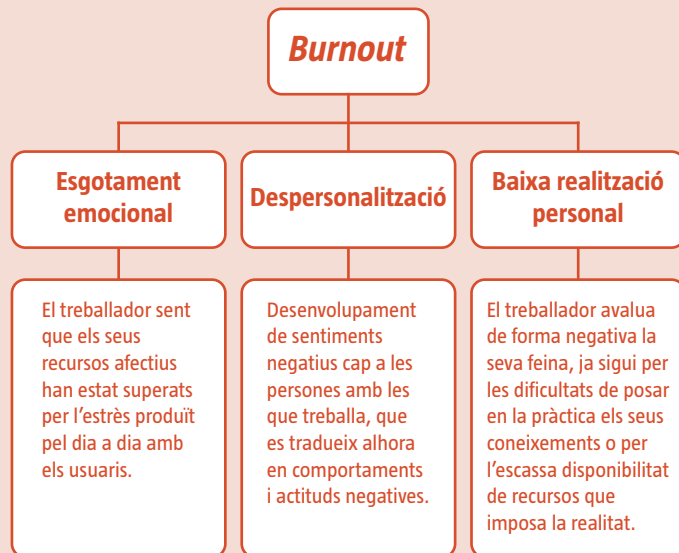 Burnout
Esgotament
emocional
Despersonalització
Baixa realització
personal
El treballador sent
que els seus
recursos afectius
han estat superats
per l'estrès produït
pel dia a dia amb
els usuaris.
Desenvolupament
de sentiments
negatius cap a les
persones amb les
que treballa, que
es tradueix alhora
en comportaments
i actituds negatives.
El treballador avalua
de forma negativa la
seva feina, ja sigui per
les dificultats de posar
en la pràctica els seus
coneixements o per
l'escassa disponibilitat
de recursos que
imposa la realitat.